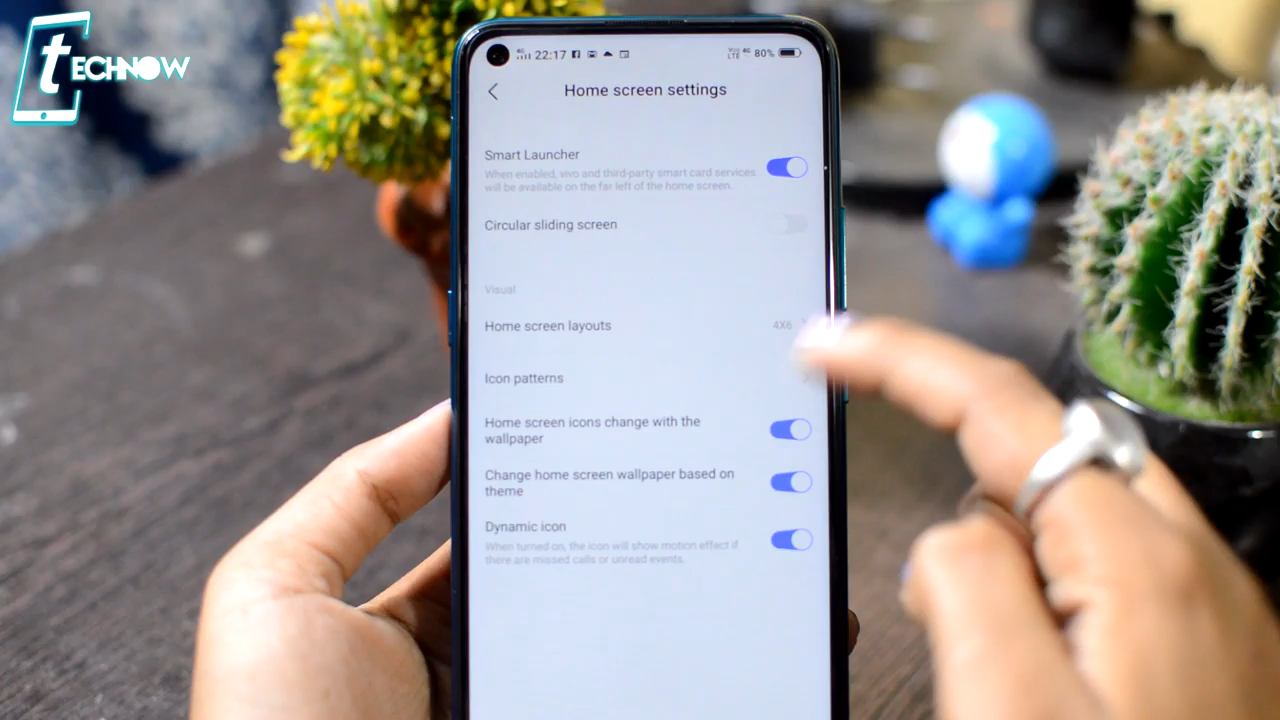 tECHNOW
4G 22:17 VoLTE 4G 80%
Home screen settings
Smart Launcher
When enabled, vivo and third-party smart card services
will be available on the far left of the home screen.
Circular sliding screen
Visual
Home screen layouts 4X6
Icon patterns
Home screen icons change with the
wallpaper
Change home screen wallpaper based on
theme
Dynamic icon
When turned on, the icon will show motion effect if
there are missed calls or unread events.